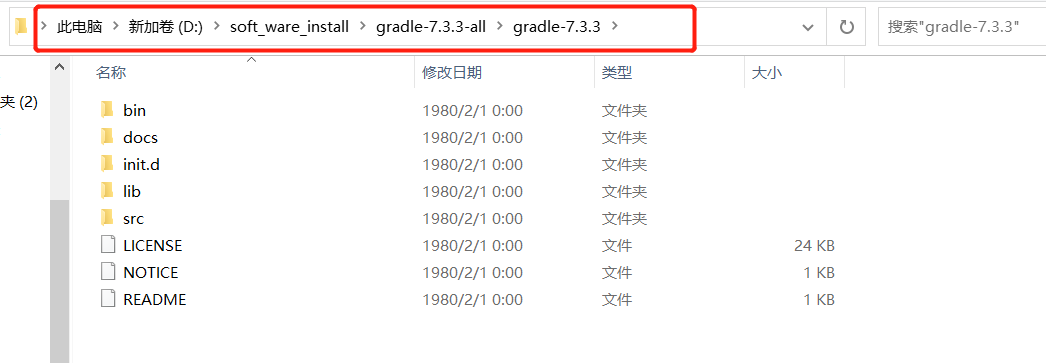 此电脑 > 新加卷 (D:) > soft_ware_install > gradle-7.3.3-all > gradle-7.3.3 >
搜索"gradle-7.3.3"
夹 (2)
名称 修改日期 类型 大小
bin 1980/2/1 0:00 文件夹
docs 1980/2/1 0:00 文件夹
init.d 1980/2/1 0:00 文件夹
lib 1980/2/1 0:00 文件夹
src 1980/2/1 0:00 文件夹
LICENSE 1980/2/1 0:00 文件 24 KB
NOTICE 1980/2/1 0:00 文件 1 KB
README 1980/2/1 0:00 文件 1 KB